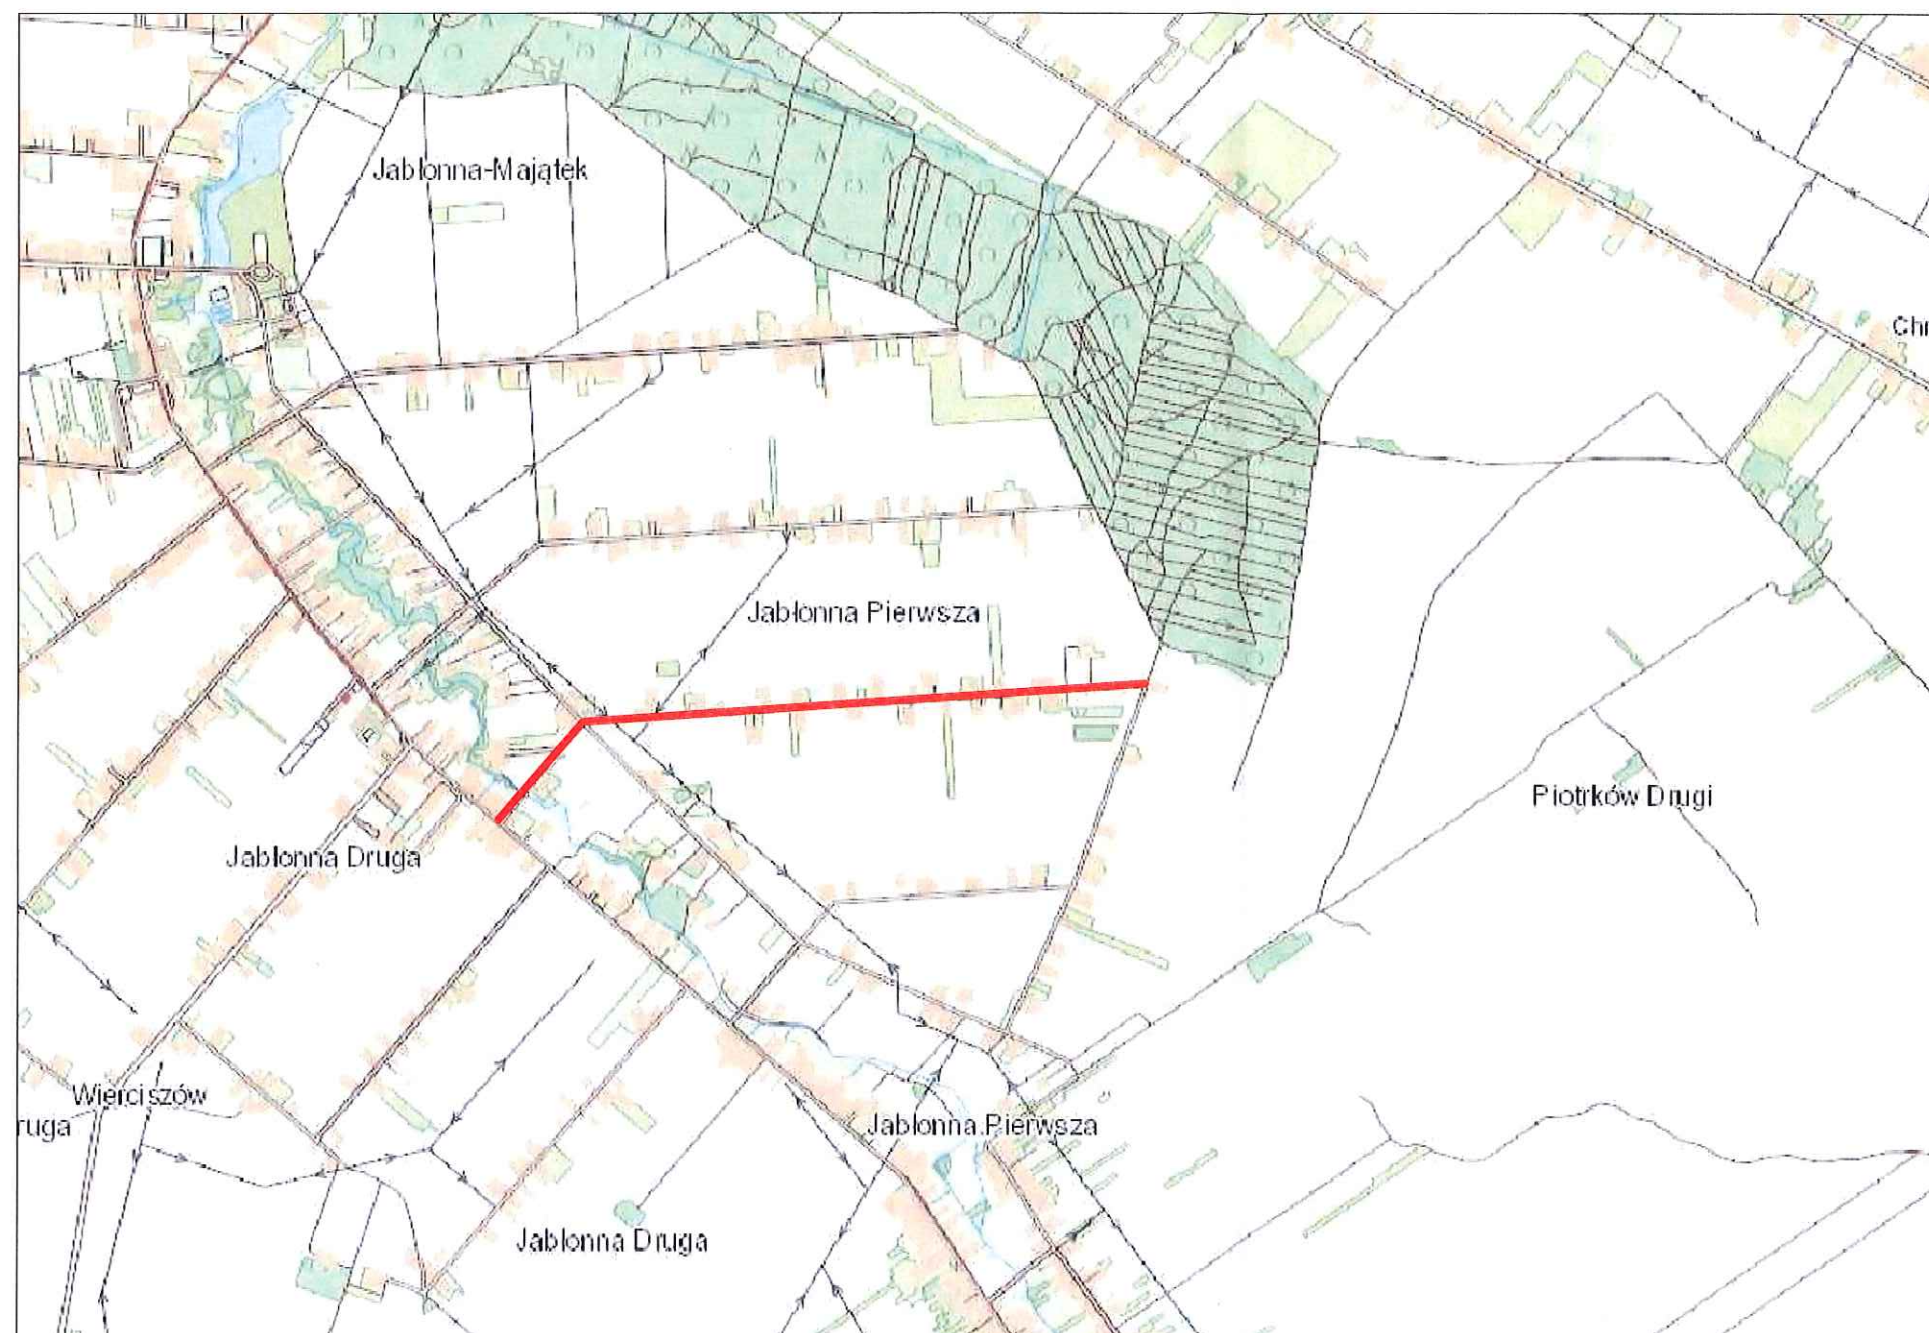 Jabłonna-Majątek
Chr
Jabłonna Pierwsza
Piotrków Drugi
Jabłonna Druga
Wierciszów
ruga
Jabłonna Pierwsza
Jabłonna Druga